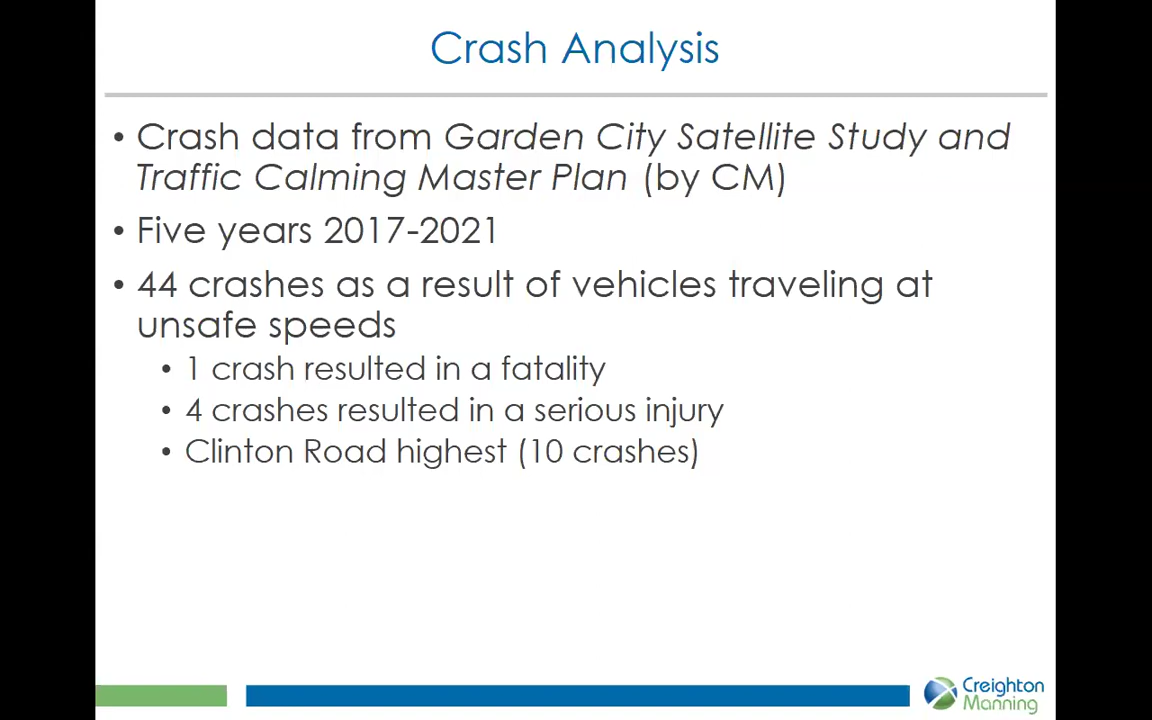 Crash Analysis
• Crash data from Garden City Satellite Study and
Traffic Calming Master Plan (by CM)
• Five years 2017-2021
• 44 crashes as a result of vehicles traveling at
unsafe speeds
• 1 crash resulted in a fatality
• 4 crashes resulted in a serious injury
• Clinton Road highest (10 crashes)
Creighton
Manning